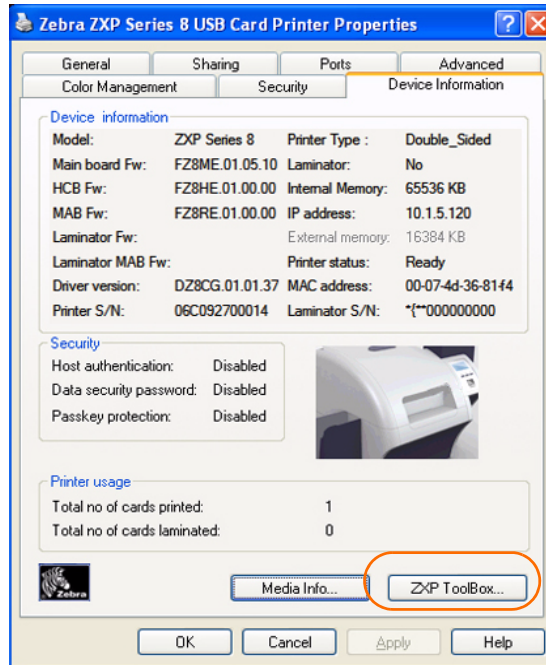 Zebra ZXP Series 8 USB Card Printer Properties
General Sharing Ports Advanced
Color Management Security Device Information
Device information
Model: ZXP Series 8 Printer Type : Double_Sided
Main board Fw: FZ8ME.01.05.10 Laminator: No
HCB Fw: FZ8HE.01.00.00 Internal Memory: 65536 KB
MAB Fw: FZ8RE.01.00.00 IP address: 10.1.5.120
Laminator Fw: External memory: 16384 KB
Laminator MAB Fw: Printer status: Ready
Driver version: DZ8CG.01.01.37 MAC address: 00-07-4d-36-81-f4
Printer S/N: 06C092700014 Laminator S/N: *{**000000000
Security
Host authentication: Disabled
Data security password: Disabled
Passkey protection: Disabled
Printer usage
Total no of cards printed: 1
Total no of cards laminated: 0
Zebra
Media Info... ZXP ToolBox...
OK Cancel Apply Help